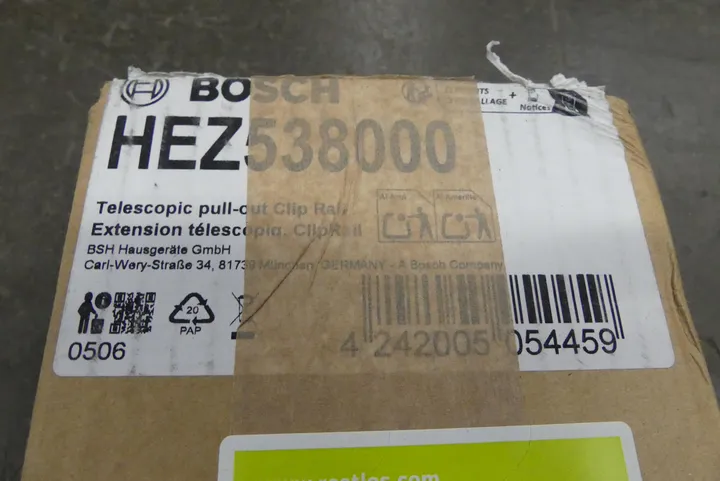 BOSCH
+ Notices
HEZ538000
Telescopic pull-out Clip Rail
Extension télescopiq. ClipRail
BSH Hausgeräte GmbH
Carl-Wery-Straße 34, 81739 München, GERMANY - A Bosch Company
20
PAP
0506
4 242005 054459